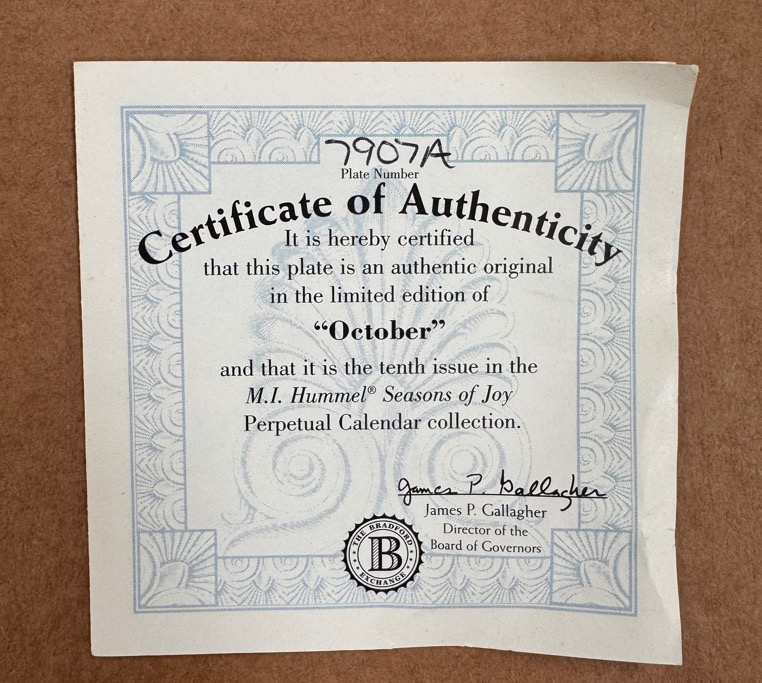 7907A
Plate Number
Certificate of Authenticity
It is hereby certified
that this plate is an authentic original
in the limited edition of
“October”
and that it is the tenth issue in the
M.I. Hummel® Seasons of Joy
Perpetual Calendar collection.
James P. Gallagher
James P. Gallagher
Director of the
Board of Governors
THE BRADFORD
B
EXCHANGE